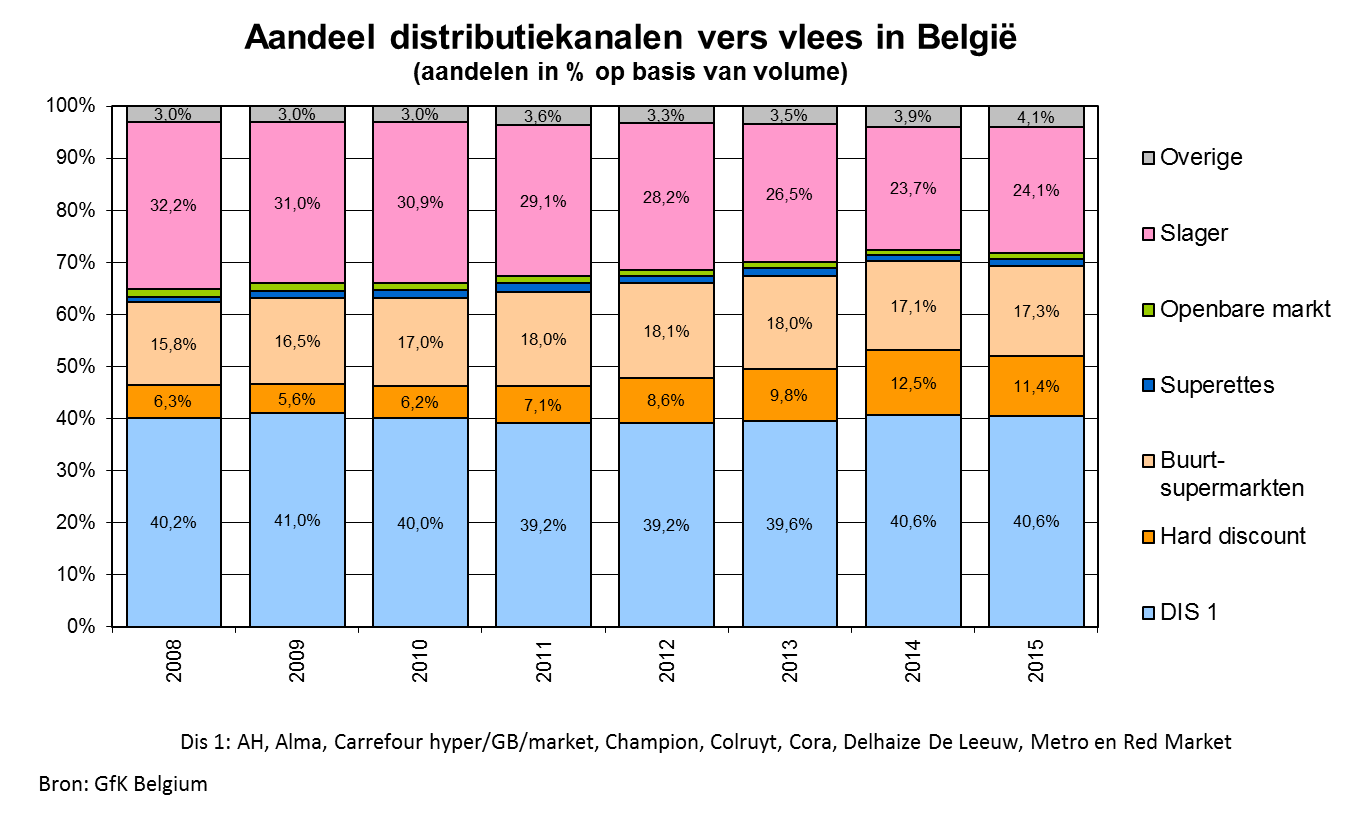 Aandeel distributiekanalen vers vlees in België
(aandelen in % op basis van volume)
100%
90%
80%
70%
60%
50%
40%
30%
20%
10%
0%
3,0% 3,0% 3,0% 3,6% 3,3% 3,5% 3,9% 4,1%
32,2% 31,0% 30,9% 29,1% 28,2% 26,5% 23,7% 24,1%
15,8% 16,5% 17,0% 18,0% 18,1% 18,0% 17,1% 17,3%
6,3% 5,6% 6,2% 7,1% 8,6% 9,8% 12,5% 11,4%
40,2% 41,0% 40,0% 39,2% 39,2% 39,6% 40,6% 40,6%
2008 2009 2010 2011 2012 2013 2014 2015
Overige
Slager
Openbare markt
Superettes
Buurt-
supermarkten
Hard discount
DIS 1
Dis 1: AH, Alma, Carrefour hyper/GB/market, Champion, Colruyt, Cora, Delhaize De Leeuw, Metro en Red Market
Bron: GfK Belgium